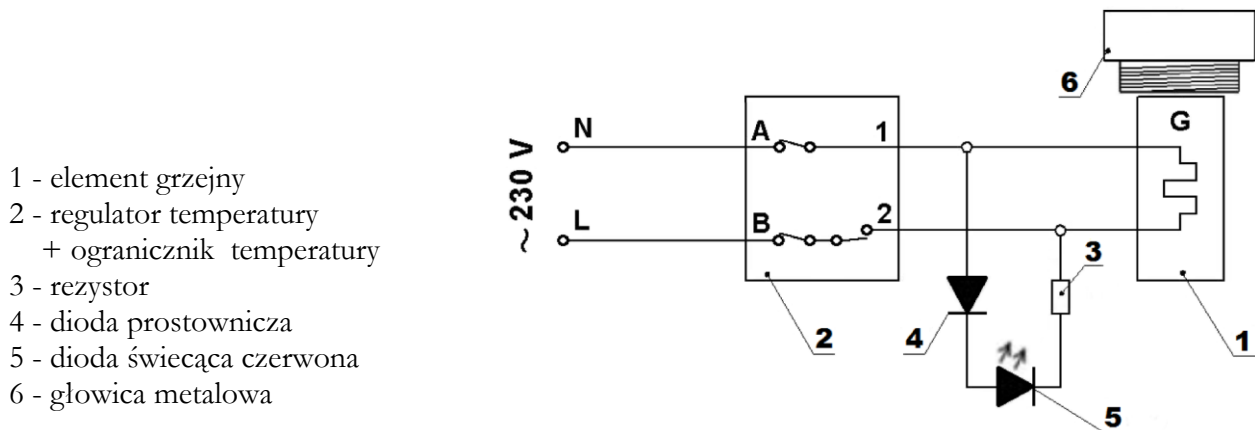 1 - element grzejny
2 - regulator temperatury
+ ogranicznik temperatury
3 - rezystor
4 - dioda prostownicza
5 - dioda świecąca czerwona
6 - głowica metalowa
~ 230 V
N
L
A
1
B
2
2
4
3
5
6
G
1